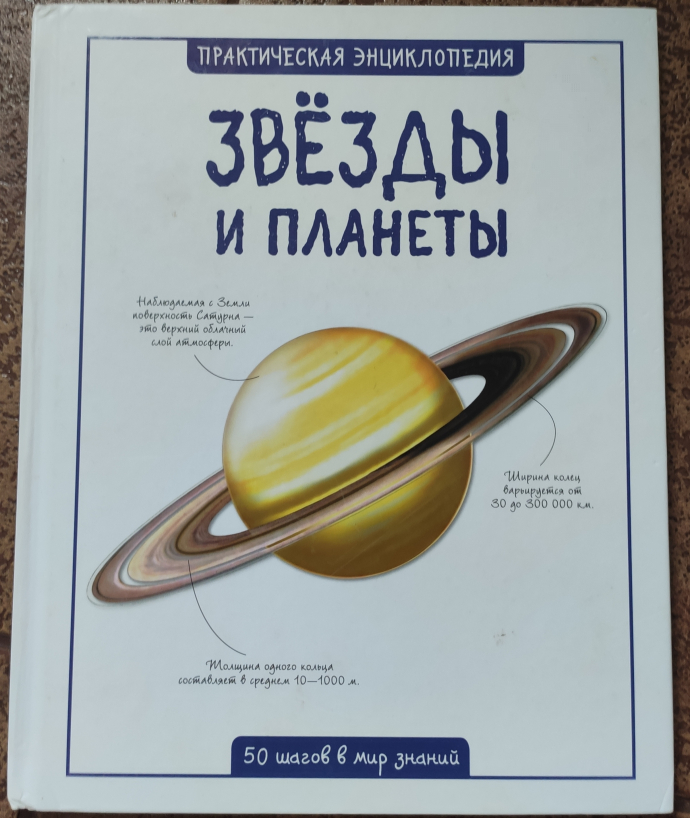 ПРАКТИЧЕСКАЯ ЭНЦИКЛОПЕДИЯ
ЗВЁЗДЫ
И ПЛАНЕТЫ
Наблюдаемая с Земли
поверхность Сатурна —
это верхний облачный
слой атмосферы.
Ширина колец
варьируется от
30 до 300 000 км.
Толщина одного кольца
составляет в среднем 10—1000 м.
50 шагов в мир знаний